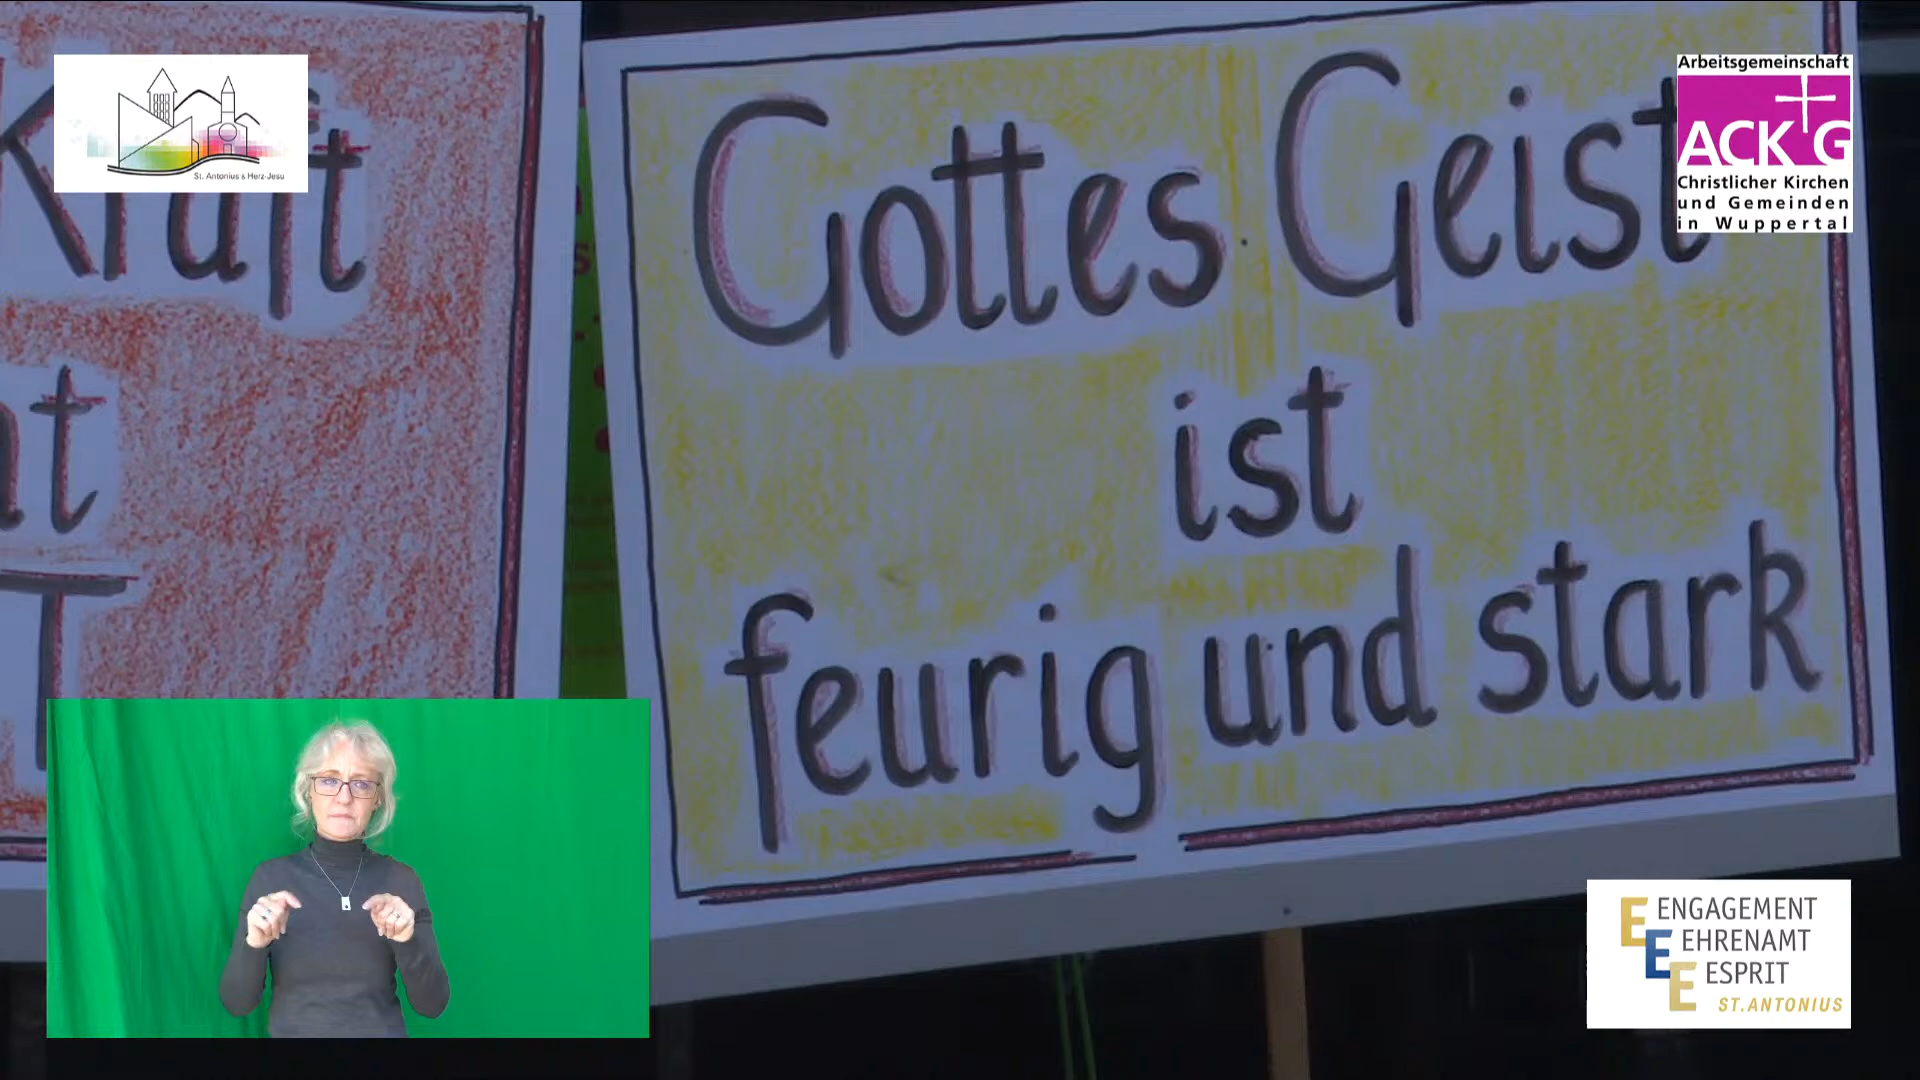 St. Antonius & Herz-Jesu
Kraft
Gottes Geist
ist
feurig und stark
Arbeitsgemeinschaft
ACK G
Christlicher Kirchen
und Gemeinden
in Wuppertal
E ENGAGEMENT
E EHRENAMT
E ESPRIT
ST. ANTONIUS